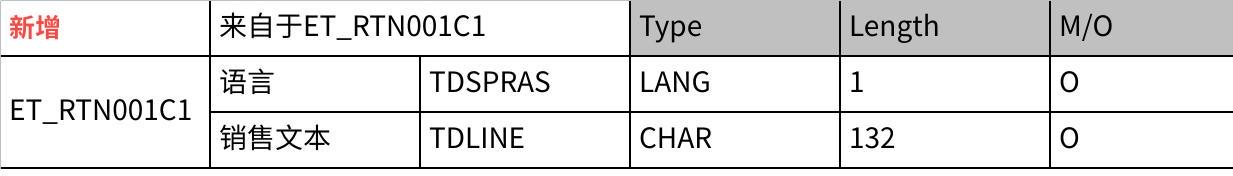 新增 来自于ET_RTN001C1 Type Length M/O
ET_RTN001C1 语言 TDSPRAS LANG 1 O
销售文本 TDLINE CHAR 132 O